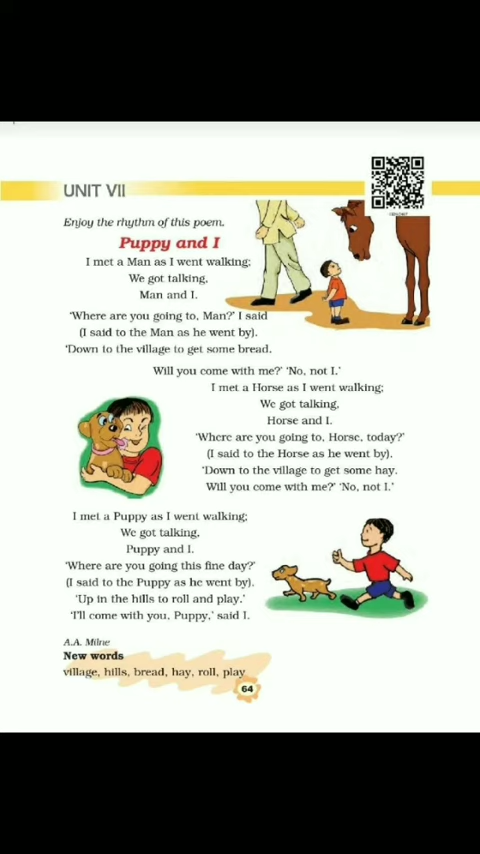 UNIT VII
Enjoy the rhythm of this poem.
Puppy and I
I met a Man as I went walking;
We got talking,
Man and I.
‘Where are you going to, Man?’ I said
(I said to the Man as he went by).
‘Down to the village to get some bread.
Will you come with me?’ ‘No, not I.’
I met a Horse as I went walking;
We got talking,
Horse and I.
‘Where are you going to, Horse, today?’
(I said to the Horse as he went by).
‘Down to the village to get some hay.
Will you come with me?’ ‘No, not I.’
I met a Puppy as I went walking;
We got talking,
Puppy and I.
‘Where are you going this fine day?’
(I said to the Puppy as he went by).
‘Up in the hills to roll and play.’
‘I’ll come with you, Puppy,’ said I.
A.A. Milne
New words
village, hills, bread, hay, roll, play
64